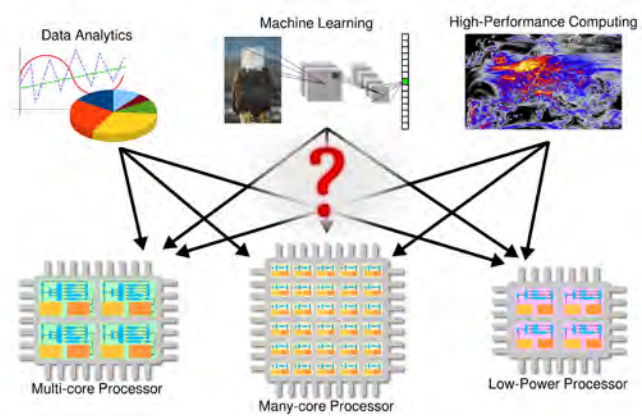 Data Analytics
Machine Learning
High-Performance Computing
?
Multi-core Processor
Many-core Processor
Low-Power Processor